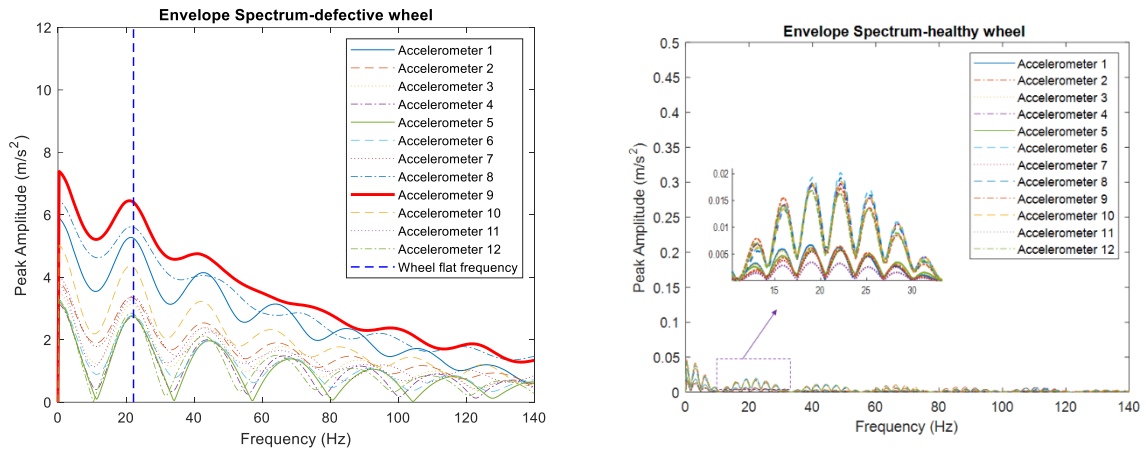 Envelope Spectrum-defective wheel
12
10
8
6
4
2
0
Peak Amplitude (m/s²)
0 20 40 60 80 100 120 140
Frequency (Hz)
Accelerometer 1
Accelerometer 2
Accelerometer 3
Accelerometer 4
Accelerometer 5
Accelerometer 6
Accelerometer 7
Accelerometer 8
Accelerometer 9
Accelerometer 10
Accelerometer 11
Accelerometer 12
Wheel flat frequency
Envelope Spectrum-healthy wheel
0.5
0.45
0.4
0.35
0.3
0.25
0.2
0.15
0.1
0.05
0
Peak Amplitude (m/s²)
0 20 40 60 80 100 120 140
Frequency (Hz)
Accelerometer 1
Accelerometer 2
Accelerometer 3
Accelerometer 4
Accelerometer 5
Accelerometer 6
Accelerometer 7
Accelerometer 8
Accelerometer 9
Accelerometer 10
Accelerometer 11
Accelerometer 12
0.02
0.015
0.01
0.005
15 20 25 30